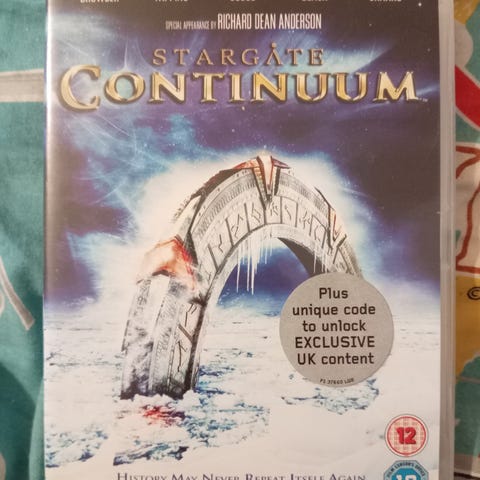 SPECIAL APPEARANCE BY RICHARD DEAN ANDERSON
STARGATE
CONTINUUM
Plus
unique code
to unlock
EXCLUSIVE
UK content
12
HISTORY MAY NEVER REPEAT ITSELF AGAIN